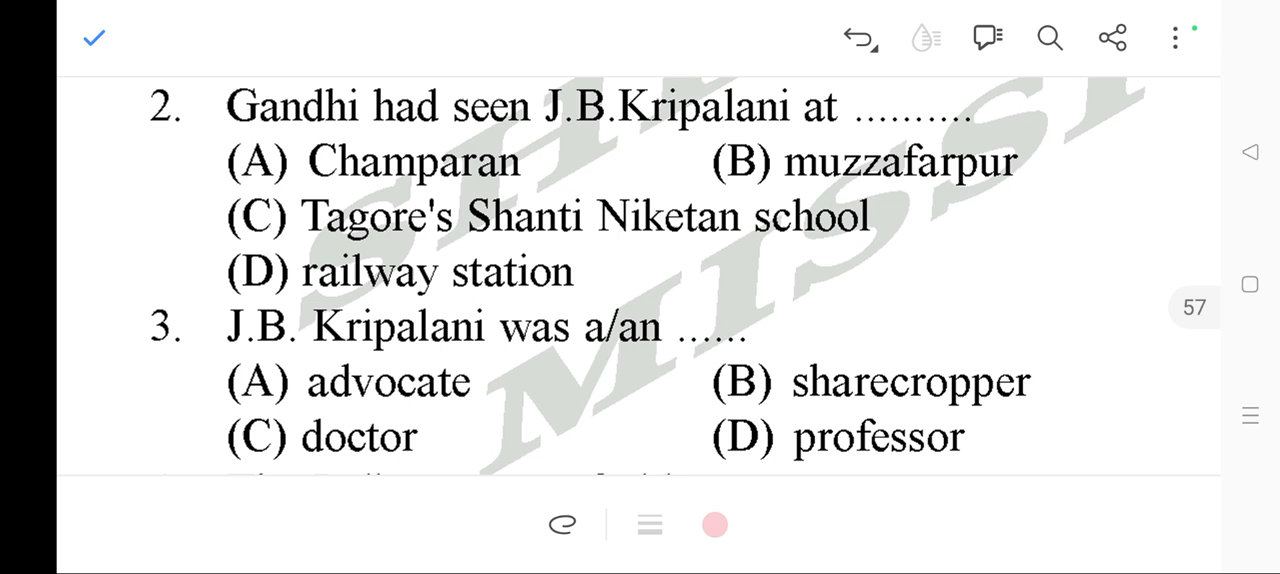 2. Gandhi had seen J.B.Kripalani at ..........
(A) Champaran (B) muzzafarpur
(C) Tagore's Shanti Niketan school
(D) railway station
57
3. J.B. Kripalani was a/an ......
(A) advocate (B) sharecropper
(C) doctor (D) professor